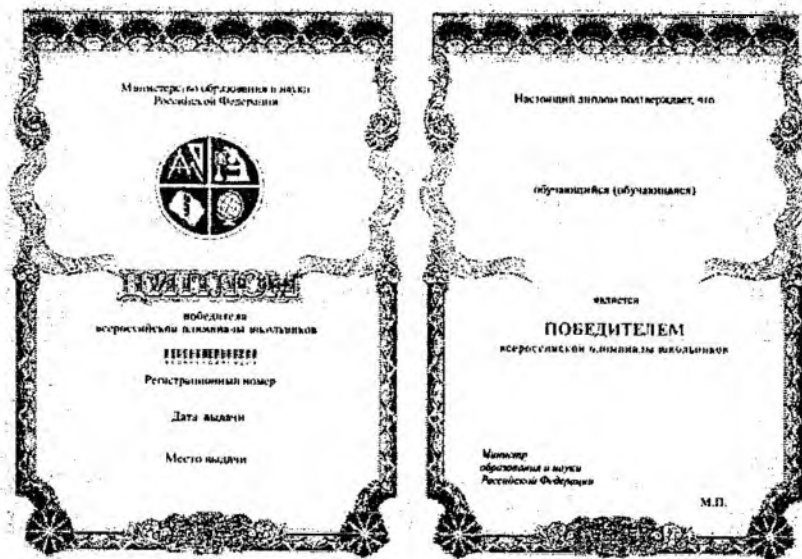 Министерство образования и науки
Российской Федерации
ДИПЛОМ
победителя
всероссийской олимпиады школьников
Регистрационный номер
Дата выдачи
Место выдачи
Настоящий диплом подтверждает, что
обучающийся (обучающаяся)
является
ПОБЕДИТЕЛЕМ
всероссийской олимпиады школьников
Министр
образования и науки
Российской Федерации
М.П.